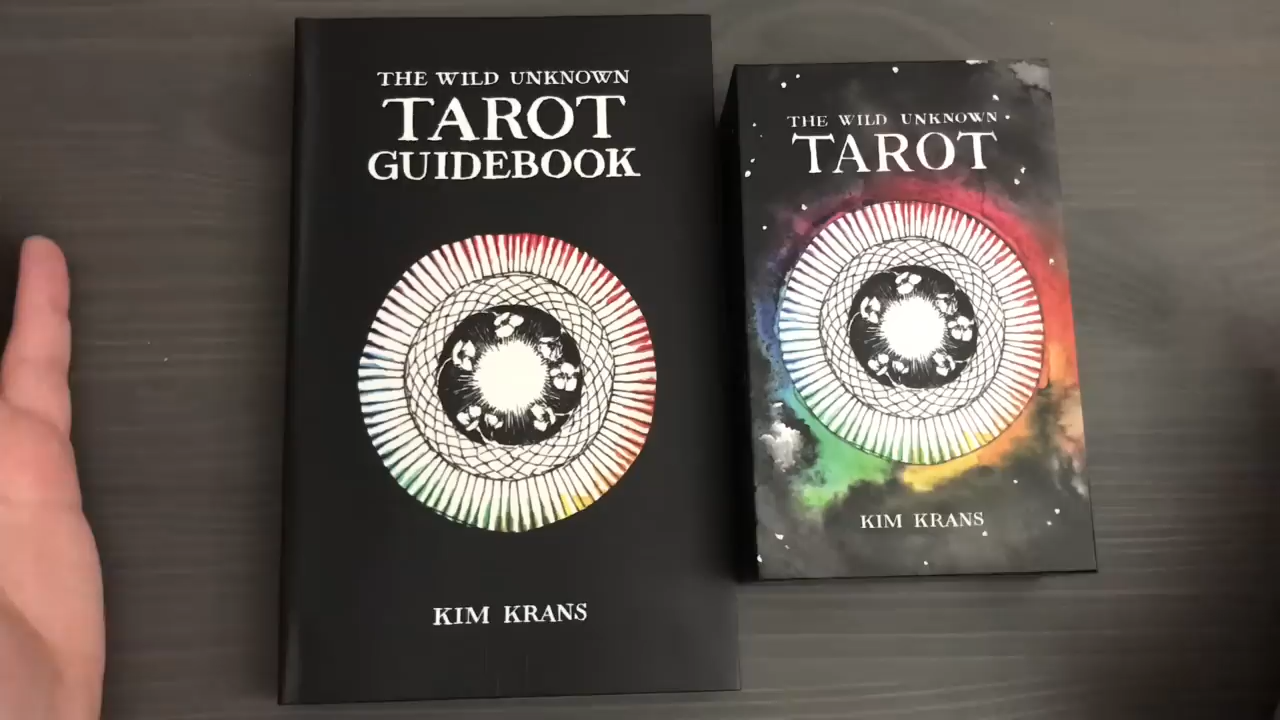 THE WILD UNKNOWN
TAROT
GUIDEBOOK
KIM KRANS
THE WILD UNKNOWN
TAROT
KIM KRANS